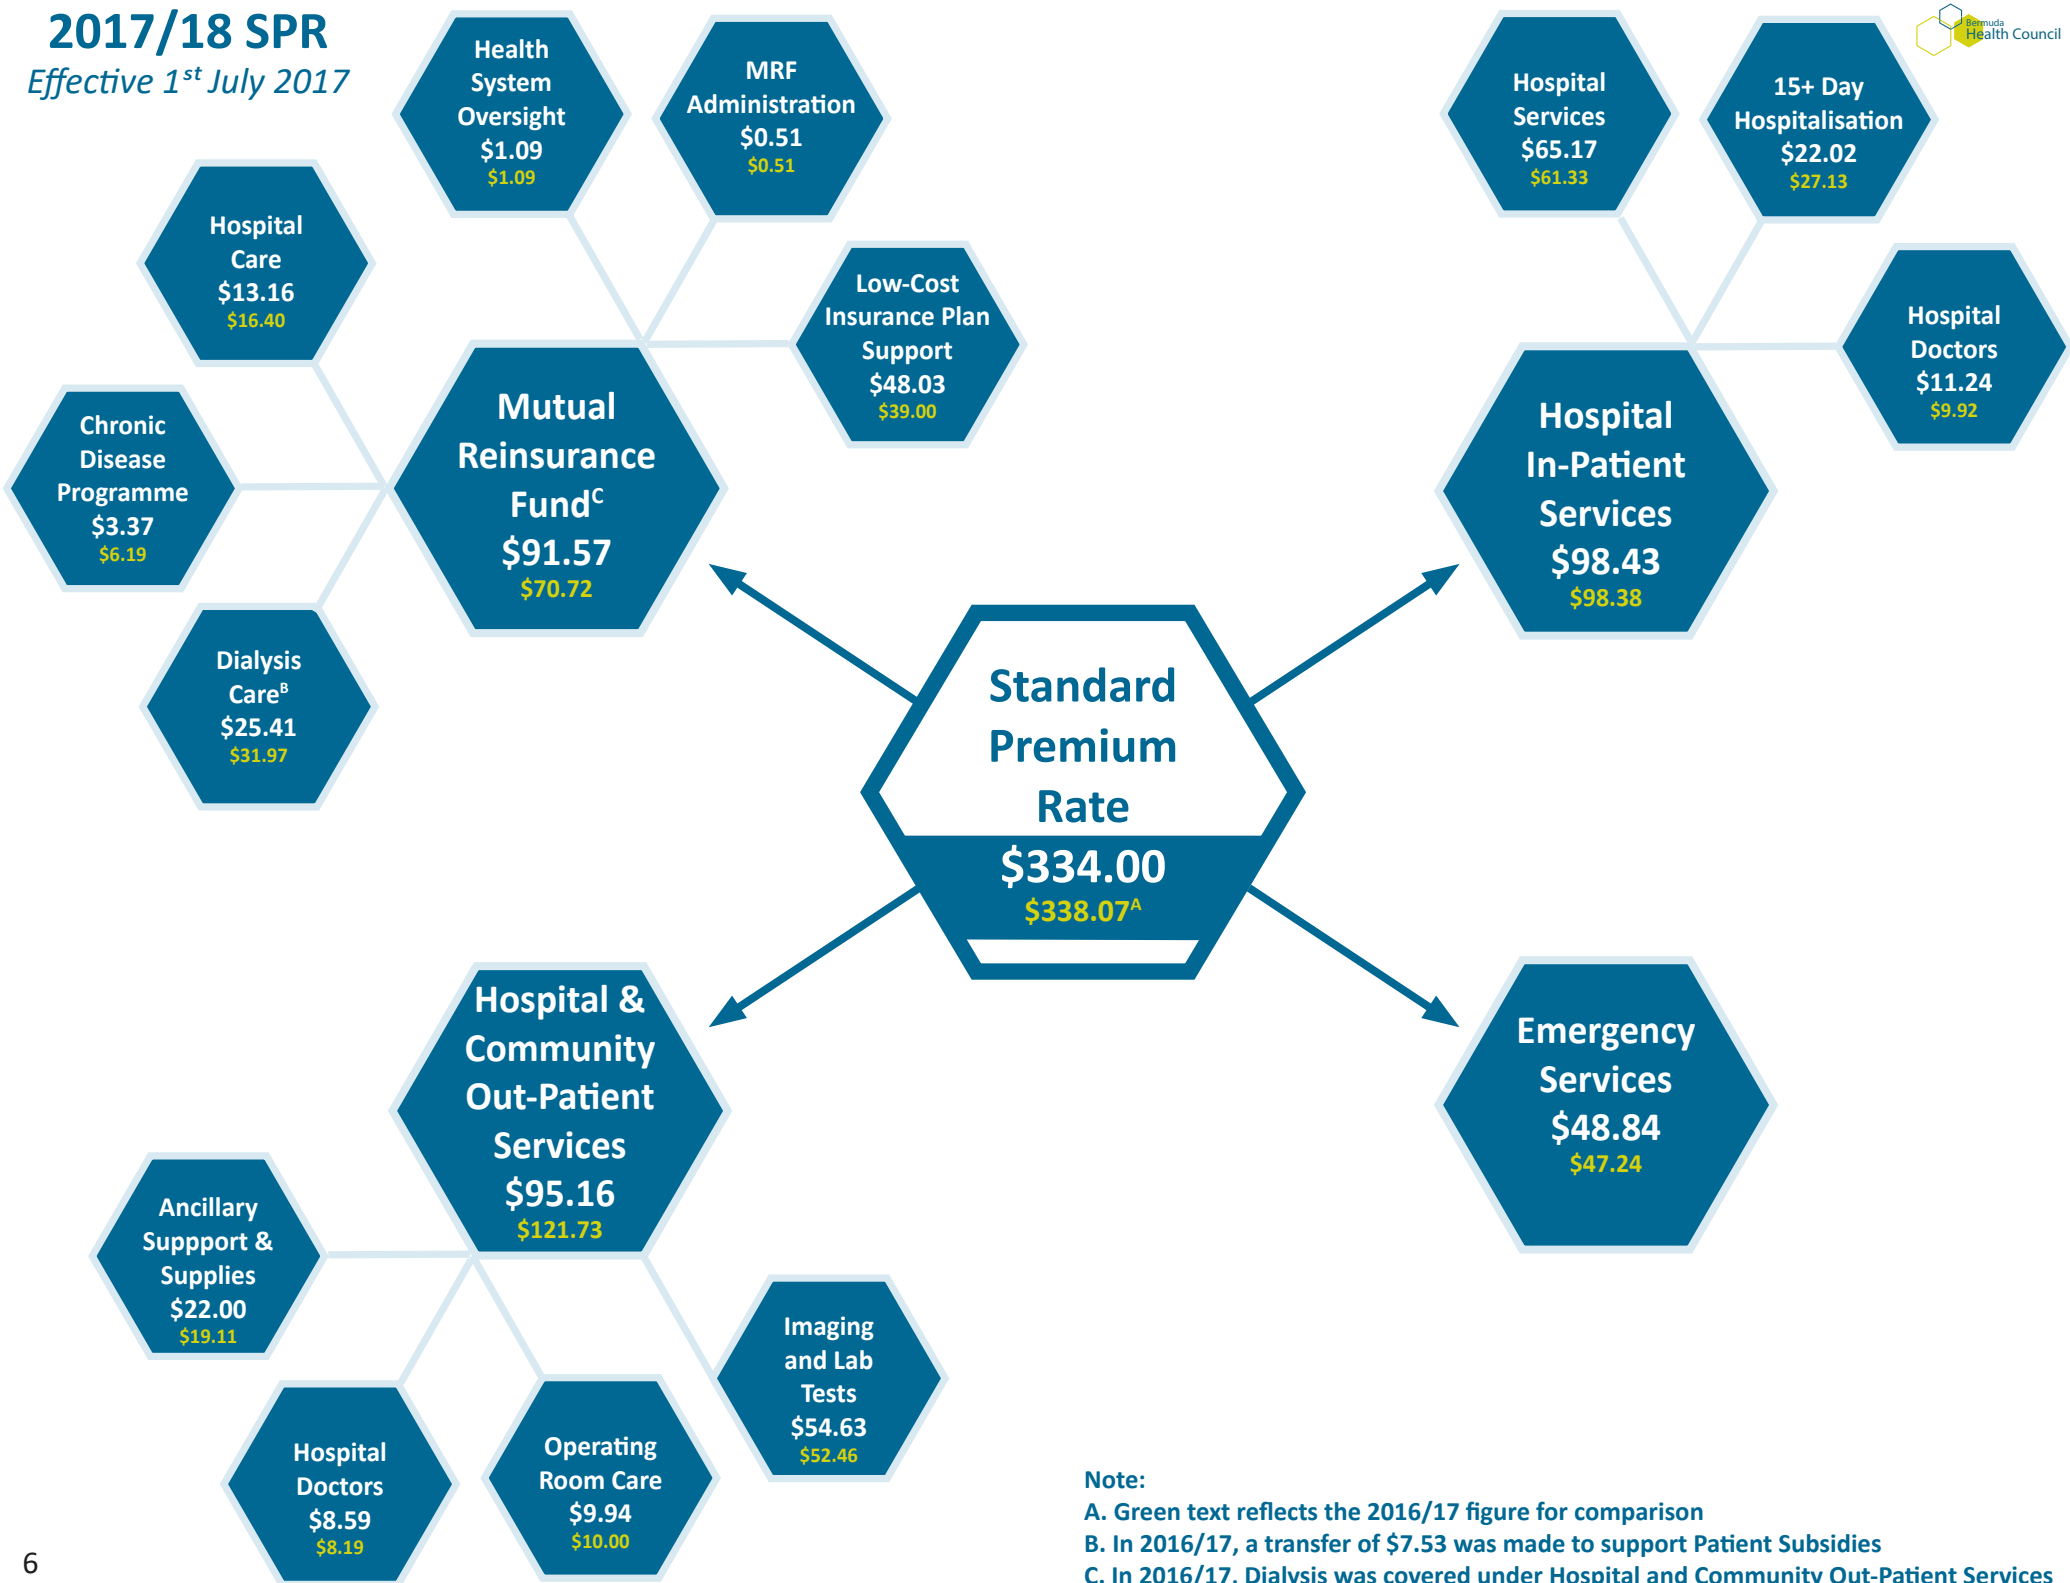 2017/18 SPR
Effective 1st July 2017
Bermuda
Health Council
Health
System
Oversight
$1.09
$1.09
MRF
Administration
$0.51
$0.51
Hospital
Care
$13.16
$16.40
Low-Cost
Insurance Plan
Support
$48.03
$39.00
Chronic
Disease
Programme
$3.37
$6.19
Mutual
Reinsurance
FundC
$91.57
$70.72
Dialysis
CareB
$25.41
$31.97
Hospital
Services
$65.17
$61.33
15+ Day
Hospitalisation
$22.02
$27.13
Hospital
Doctors
$11.24
$9.92
Hospital
In-Patient
Services
$98.43
$98.38
Standard
Premium
Rate
$334.00
$338.07A
Hospital &
Community
Out-Patient
Services
$95.16
$121.73
Emergency
Services
$48.84
$47.24
Ancillary
Suppport &
Supplies
$22.00
$19.11
Hospital
Doctors
$8.59
$8.19
Operating
Room Care
$9.94
$10.00
Imaging
and Lab
Tests
$54.63
$52.46
Note:
A. Green text reflects the 2016/17 figure for comparison
B. In 2016/17, a transfer of $7.53 was made to support Patient Subsidies
C. In 2016/17, Dialysis was covered under Hospital and Community Out-Patient Services
6